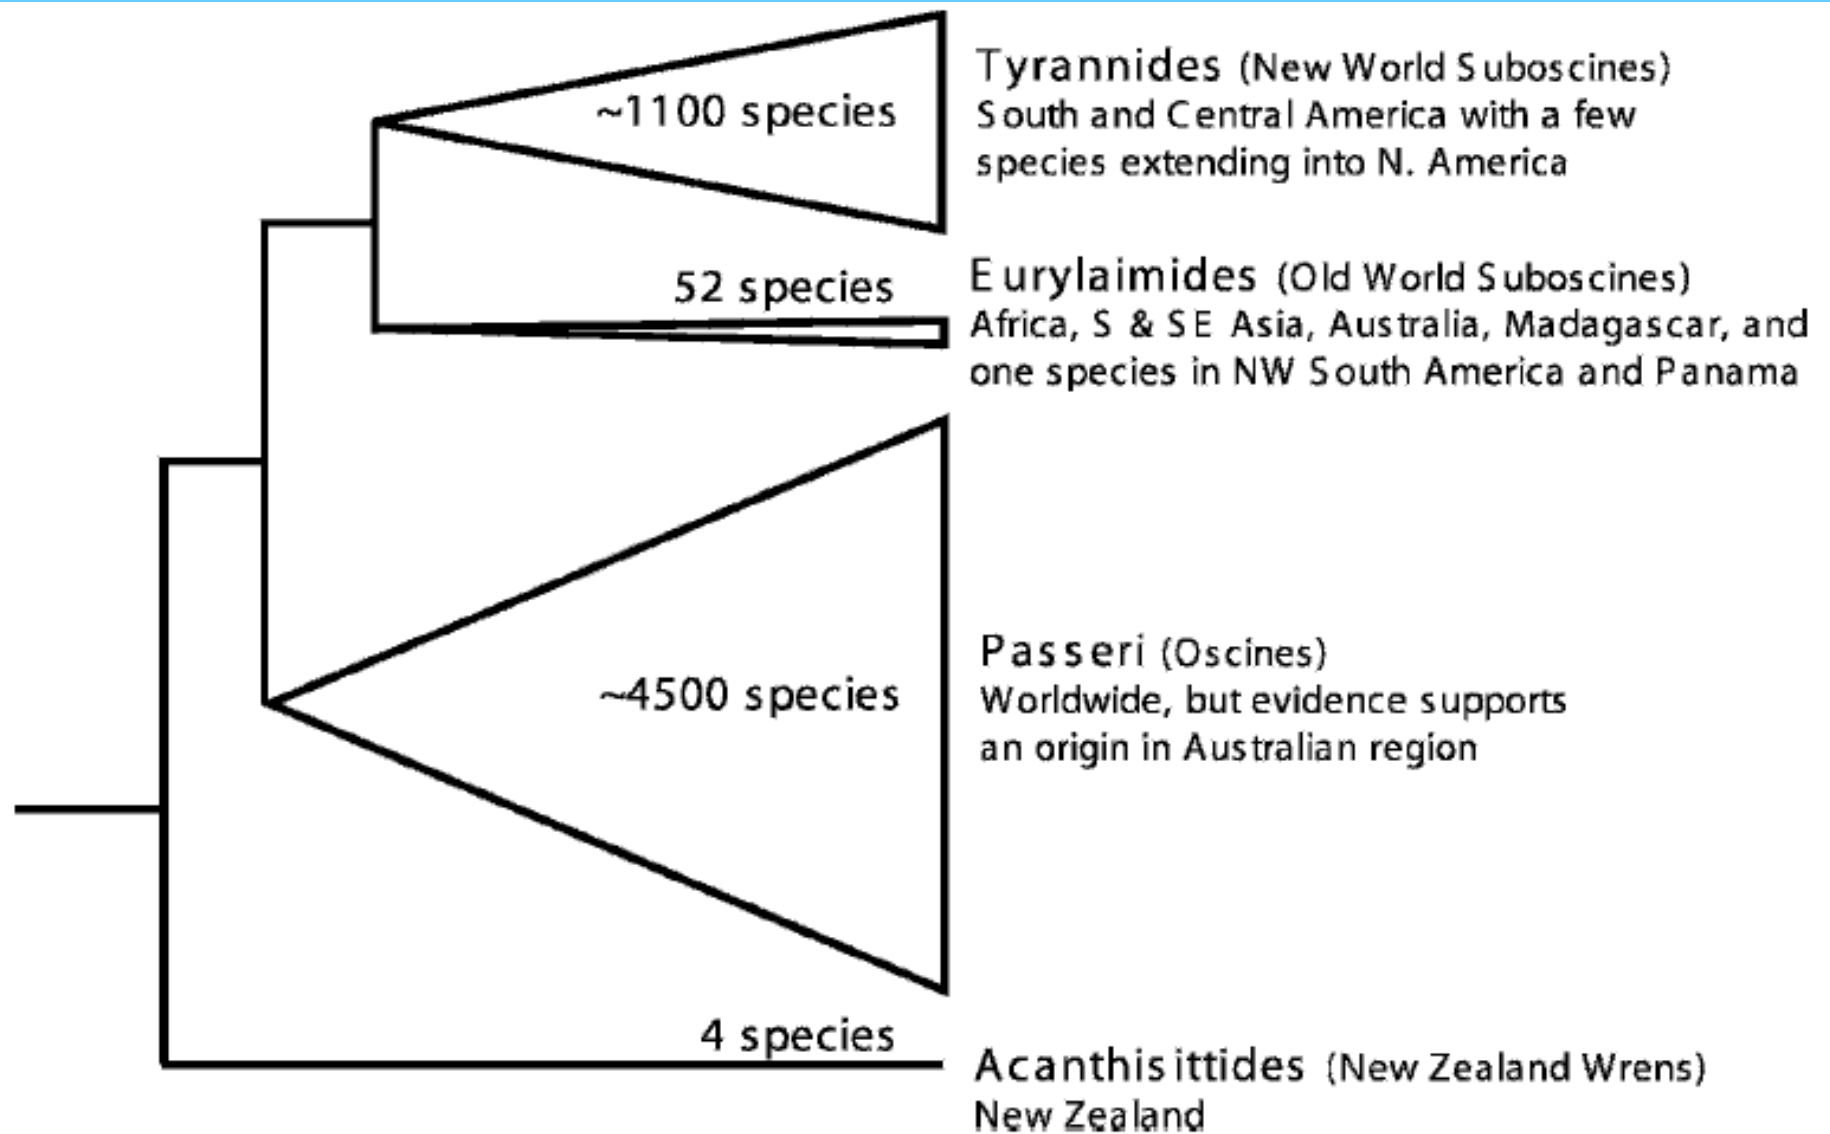 ~1100 species
Tyrannides (New World Suboscines)
South and Central America with a few
species extending into N. America
52 species
Eurylaimides (Old World Suboscines)
Africa, S & SE Asia, Australia, Madagascar, and
one species in NW South America and Panama
~4500 species
Passeri (Oscines)
Worldwide, but evidence supports
an origin in Australian region
4 species
Acanthisittides (New Zealand Wrens)
New Zealand